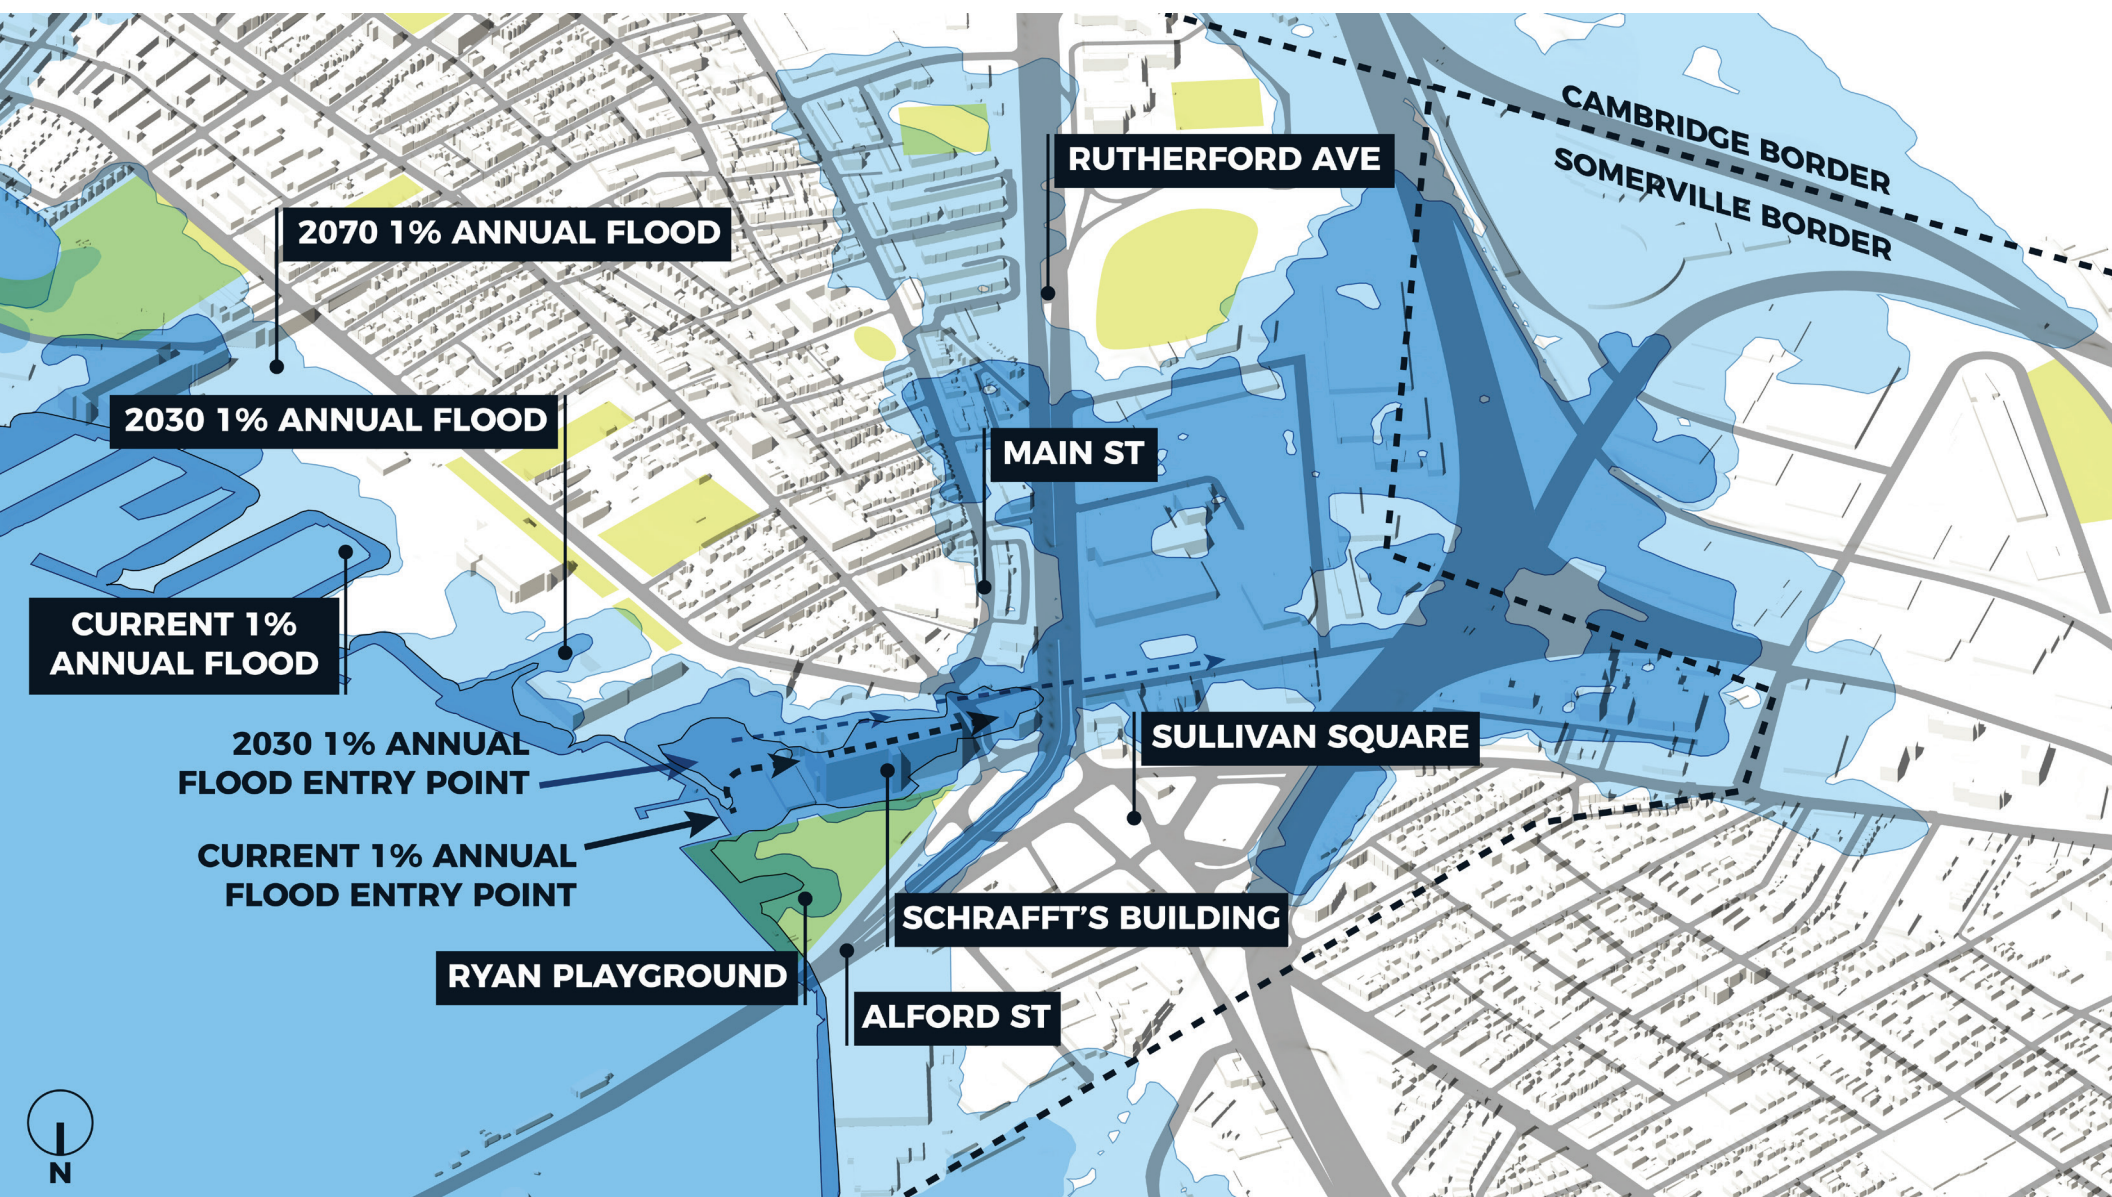 CAMBRIDGE BORDER
SOMERVILLE BORDER
RUTHERFORD AVE
2070 1% ANNUAL FLOOD
2030 1% ANNUAL FLOOD
MAIN ST
CURRENT 1%
ANNUAL FLOOD
2030 1% ANNUAL
FLOOD ENTRY POINT
SULLIVAN SQUARE
CURRENT 1% ANNUAL
FLOOD ENTRY POINT
SCHRAFFT'S BUILDING
RYAN PLAYGROUND
ALFORD ST
N